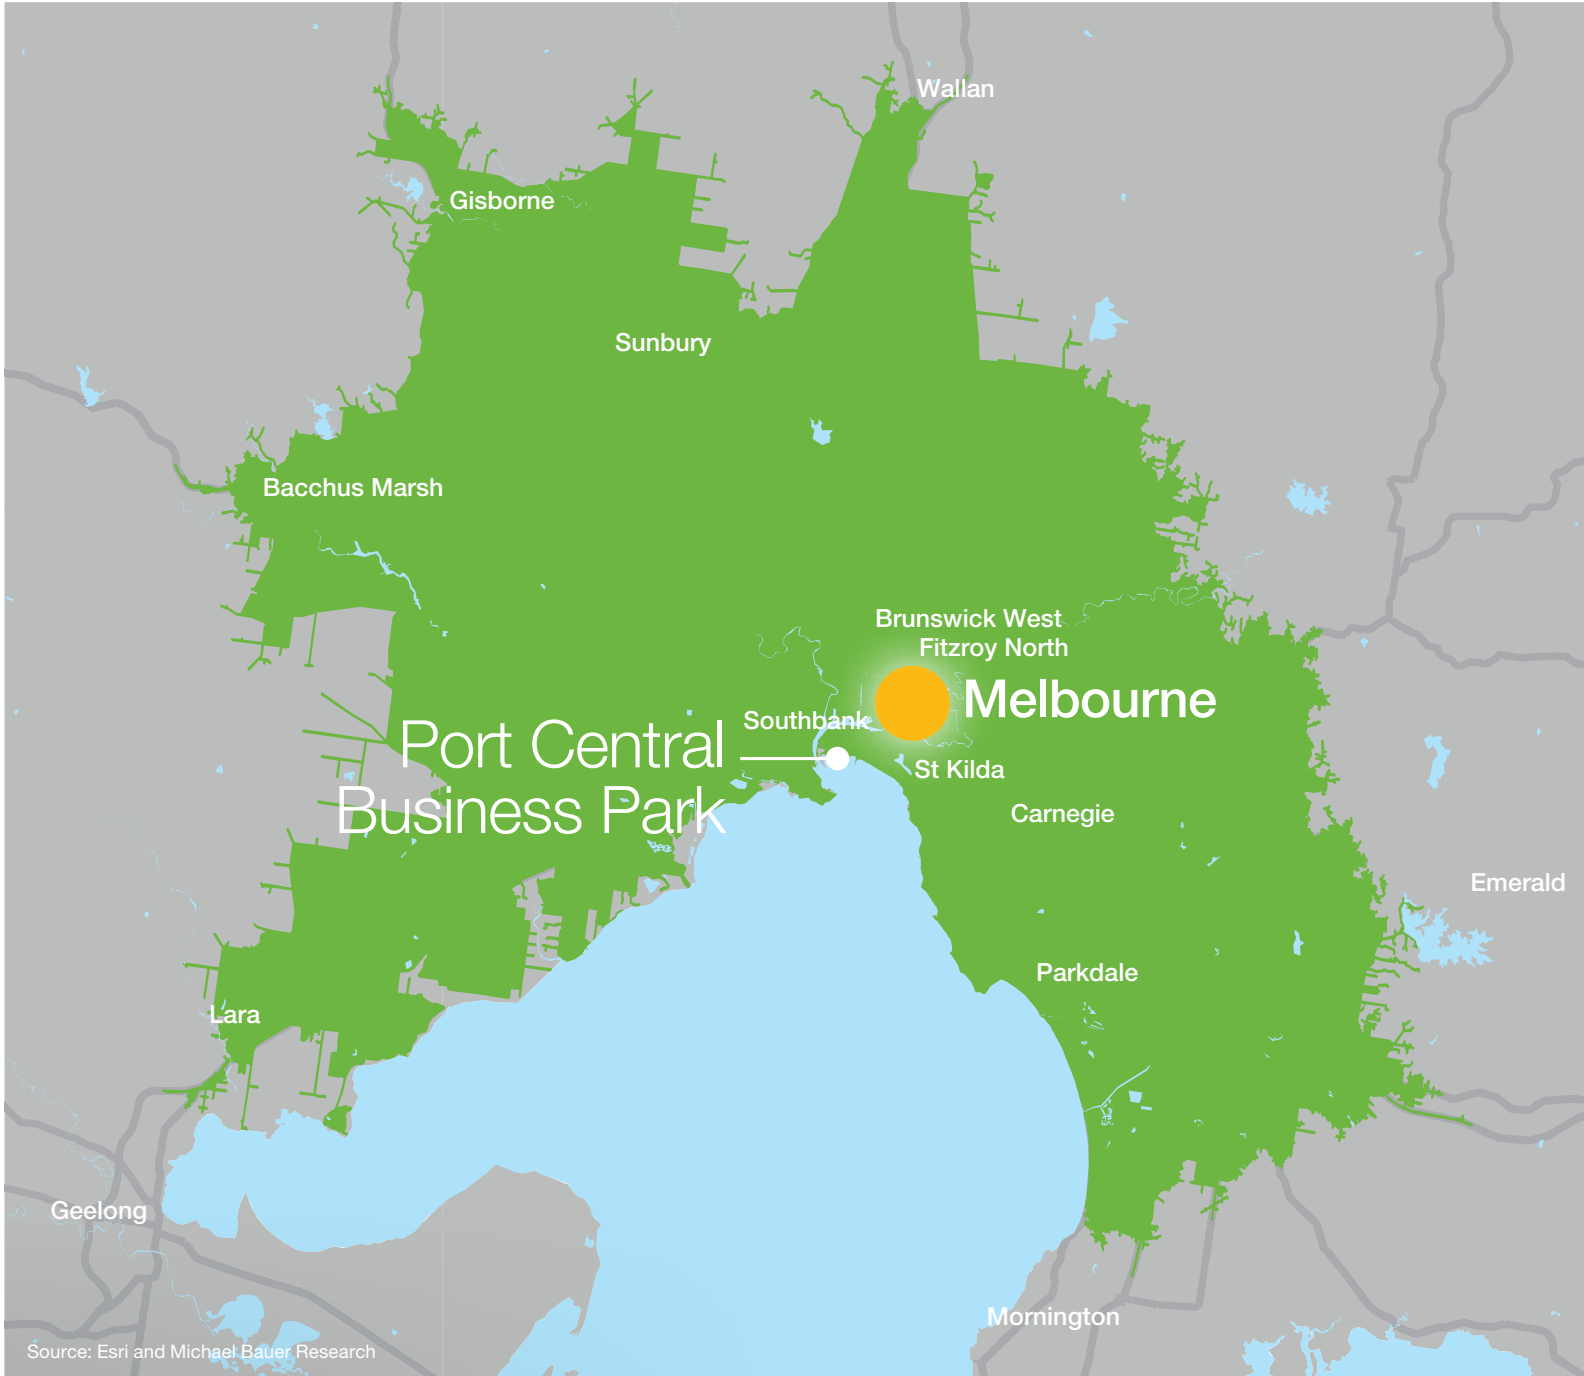 Wallan
Gisborne
Sunbury
Bacchus Marsh
Brunswick West
Fitzroy North
Melbourne
Southbank
Port Central
Business Park
St Kilda
Carnegie
Emerald
Parkdale
Lara
Geelong
Mornington
Source: Esri and Michael Bauer Research